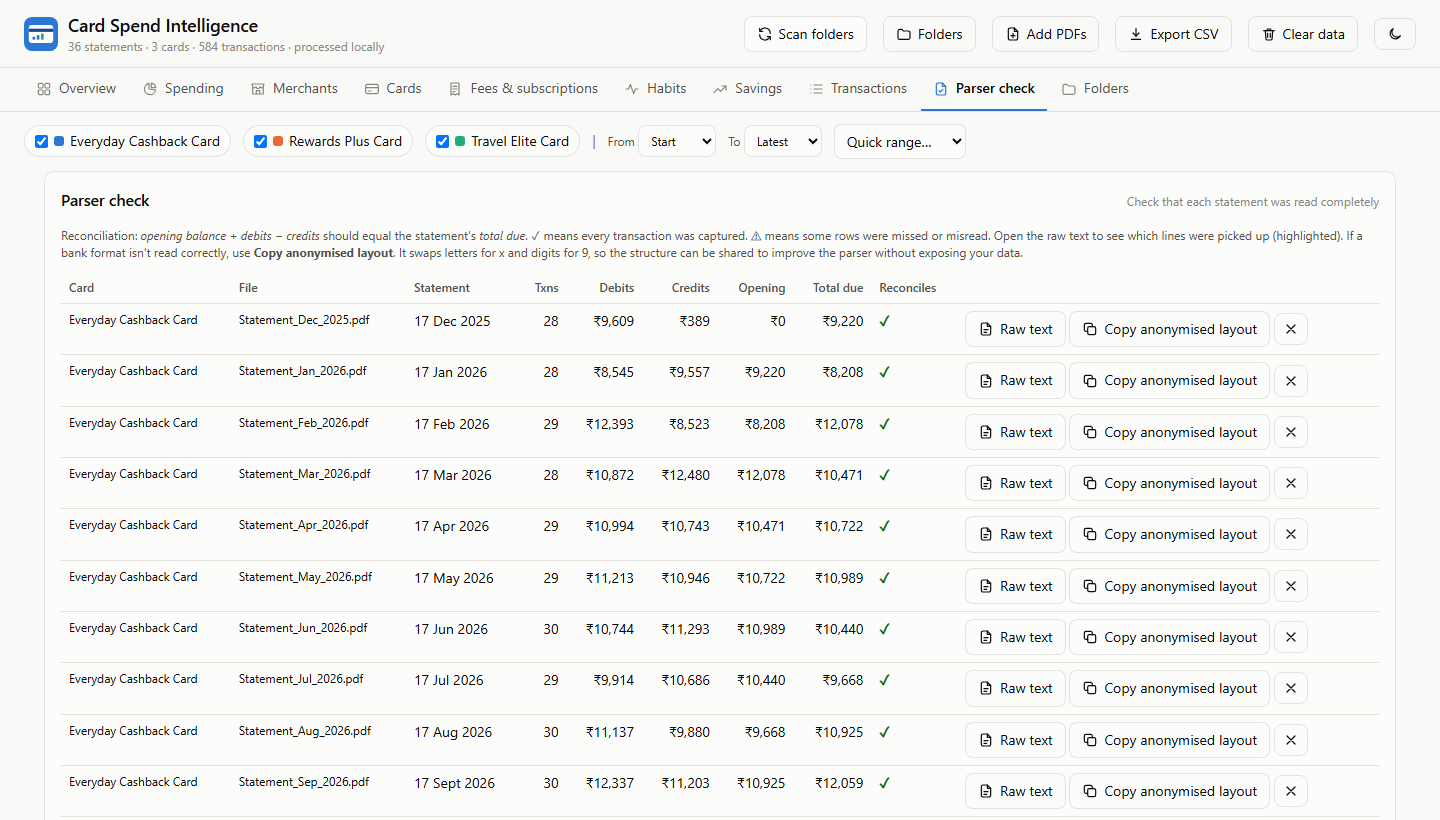 Card Spend Intelligence
36 statements · 3 cards · 584 transactions · processed locally
Scan folders
Folders
Add PDFs
Export CSV
Clear data
Overview
Spending
Merchants
Cards
Fees & subscriptions
Habits
Savings
Transactions
Parser check
Folders
Everyday Cashback Card
Rewards Plus Card
Travel Elite Card
From Start To Latest Quick range...
Parser check
Check that each statement was read completely
Reconciliation: opening balance + debits − credits should equal the statement's total due. ✓ means every transaction was captured. ⚠ means some rows were missed or misread. Open the raw text to see which lines were picked up (highlighted). If a
bank format isn't read correctly, use Copy anonymised layout. It swaps letters for x and digits for 9, so the structure can be shared to improve the parser without exposing your data.
Card File Statement Txns Debits Credits Opening Total due Reconciles
Everyday Cashback Card Statement_Dec_2025.pdf 17 Dec 2025 28 ₹9,609 ₹389 ₹0 ₹9,220 ✓ Raw text Copy anonymised layout
Everyday Cashback Card Statement_Jan_2026.pdf 17 Jan 2026 28 ₹8,545 ₹9,557 ₹9,220 ₹8,208 ✓ Raw text Copy anonymised layout
Everyday Cashback Card Statement_Feb_2026.pdf 17 Feb 2026 29 ₹12,393 ₹8,523 ₹8,208 ₹12,078 ✓ Raw text Copy anonymised layout
Everyday Cashback Card Statement_Mar_2026.pdf 17 Mar 2026 28 ₹10,872 ₹12,480 ₹12,078 ₹10,471 ✓ Raw text Copy anonymised layout
Everyday Cashback Card Statement_Apr_2026.pdf 17 Apr 2026 29 ₹10,994 ₹10,743 ₹10,471 ₹10,722 ✓ Raw text Copy anonymised layout
Everyday Cashback Card Statement_May_2026.pdf 17 May 2026 29 ₹11,213 ₹10,946 ₹10,722 ₹10,989 ✓ Raw text Copy anonymised layout
Everyday Cashback Card Statement_Jun_2026.pdf 17 Jun 2026 30 ₹10,744 ₹11,293 ₹10,989 ₹10,440 ✓ Raw text Copy anonymised layout
Everyday Cashback Card Statement_Jul_2026.pdf 17 Jul 2026 29 ₹9,914 ₹10,686 ₹10,440 ₹9,668 ✓ Raw text Copy anonymised layout
Everyday Cashback Card Statement_Aug_2026.pdf 17 Aug 2026 30 ₹11,137 ₹9,880 ₹9,668 ₹10,925 ✓ Raw text Copy anonymised layout
Everyday Cashback Card Statement_Sep_2026.pdf 17 Sept 2026 30 ₹12,337 ₹11,203 ₹10,925 ₹12,059 ✓ Raw text Copy anonymised layout